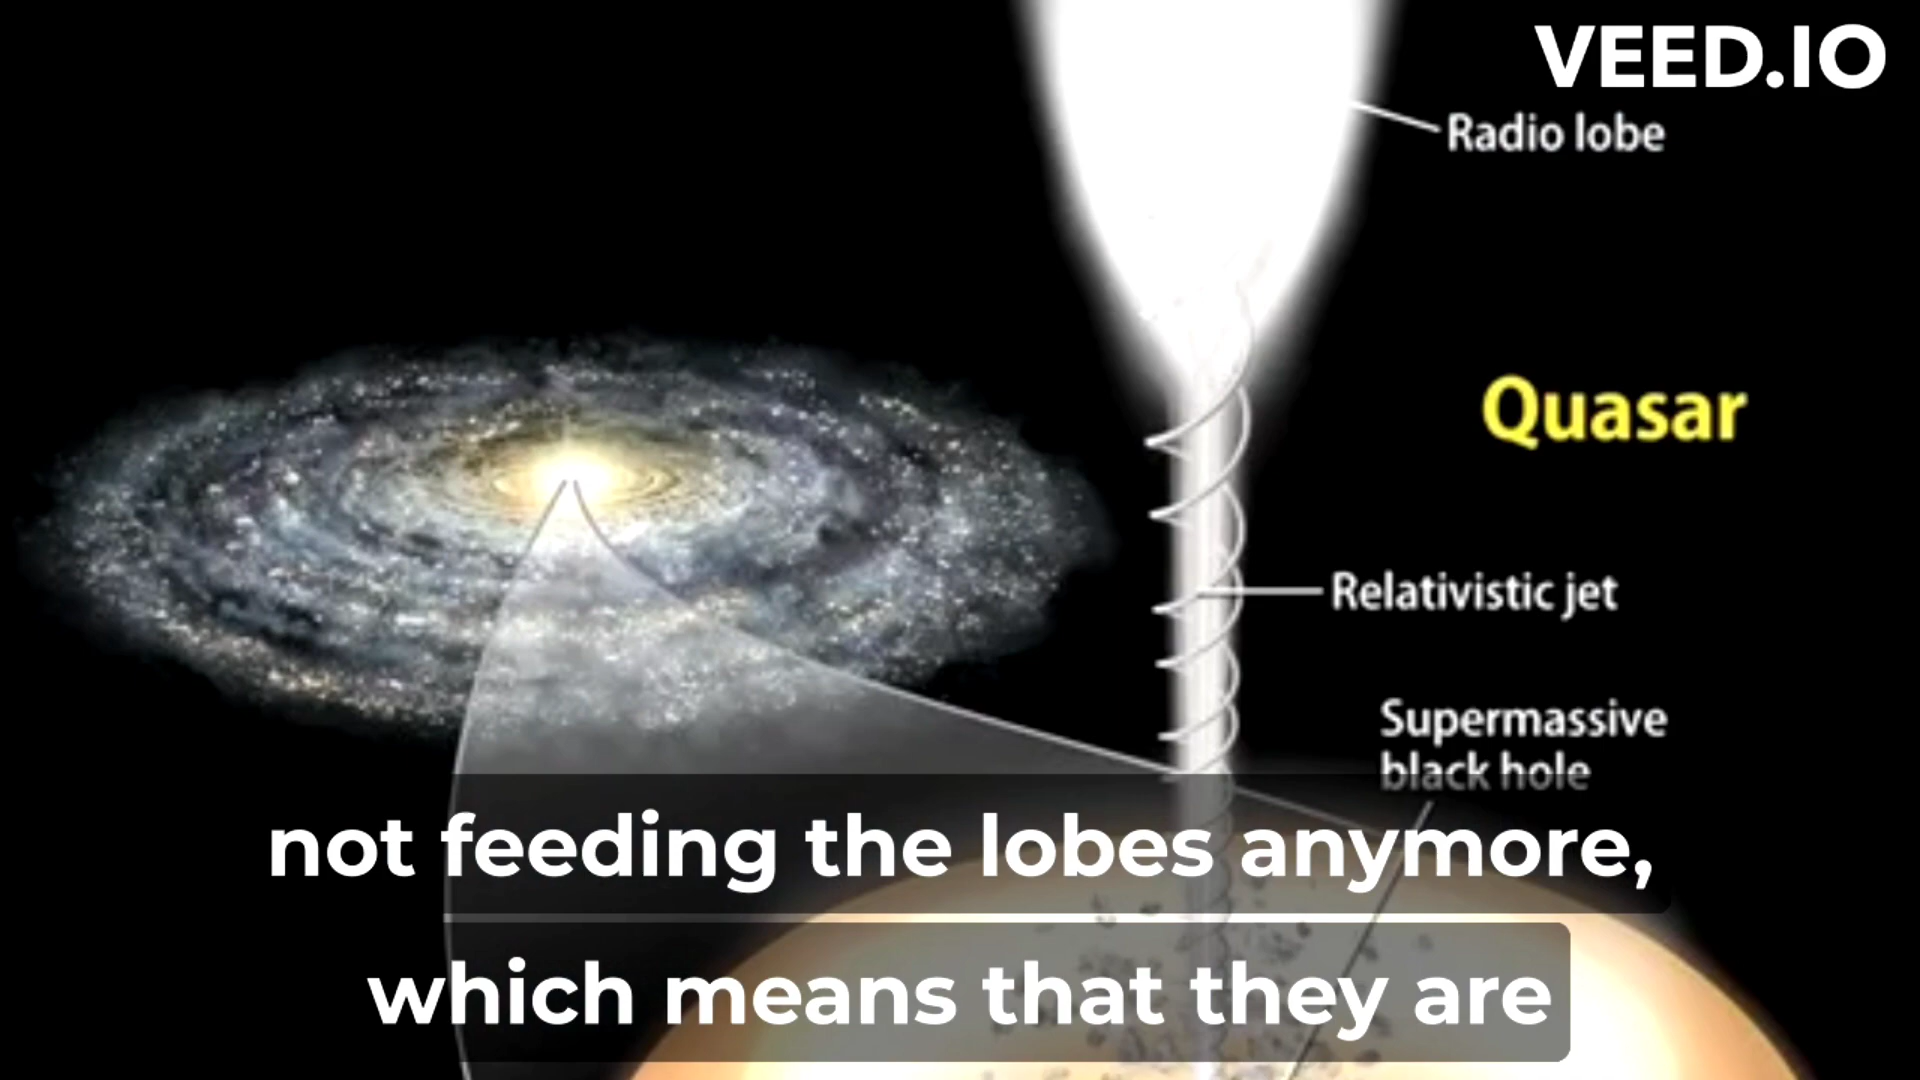 VEED.IO
Radio lobe
Quasar
Relativistic jet
Supermassive
black hole
not feeding the lobes anymore,
which means that they are